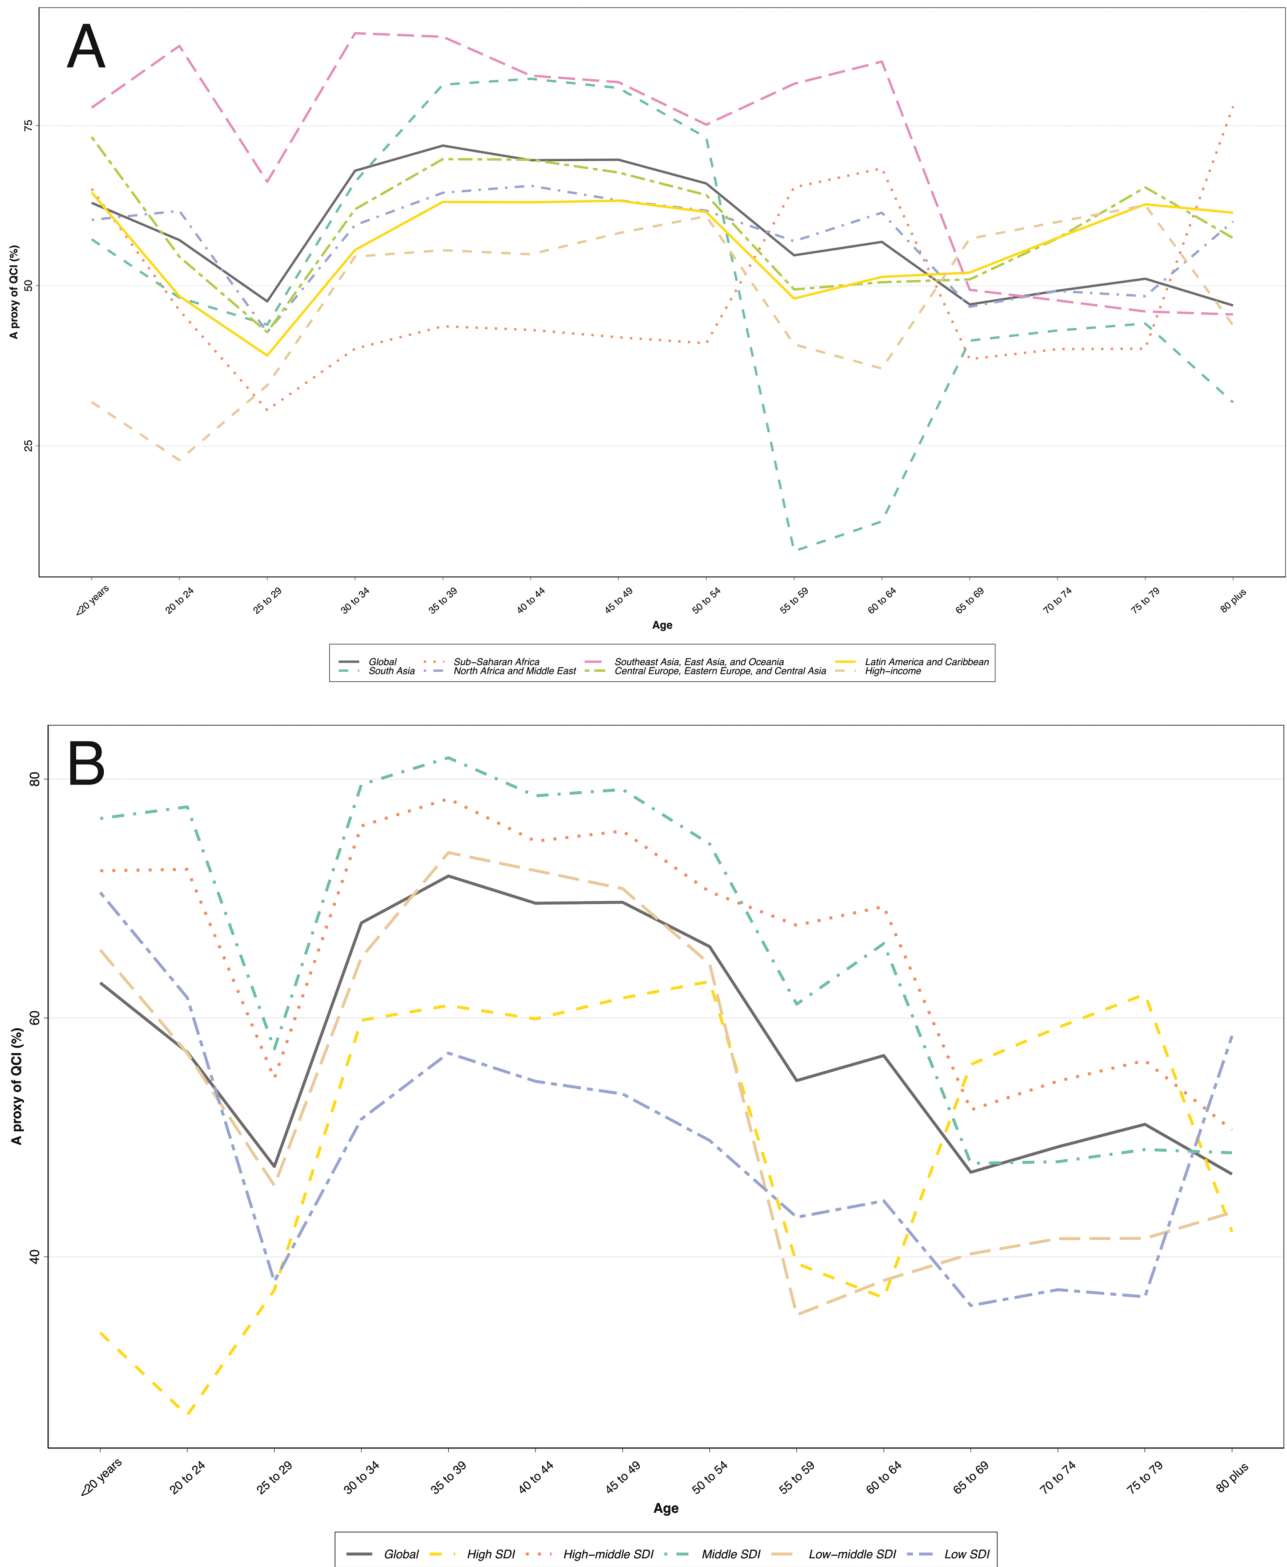 A
75
50
25
A proxy of QCI (%)
<20 years 20 to 24 25 to 29 30 to 34 35 to 39 40 to 44 45 to 49 50 to 54 55 to 59 60 to 64 65 to 69 70 to 74 75 to 79 80 plus
Age
Global Sub−Saharan Africa Southeast Asia, East Asia, and Oceania Latin America and Caribbean
South Asia North Africa and Middle East Central Europe, Eastern Europe, and Central Asia High−income
B
80
60
40
A proxy of QCI (%)
<20 years 20 to 24 25 to 29 30 to 34 35 to 39 40 to 44 45 to 49 50 to 54 55 to 59 60 to 64 65 to 69 70 to 74 75 to 79 80 plus
Age
Global High SDI High−middle SDI Middle SDI Low−middle SDI Low SDI